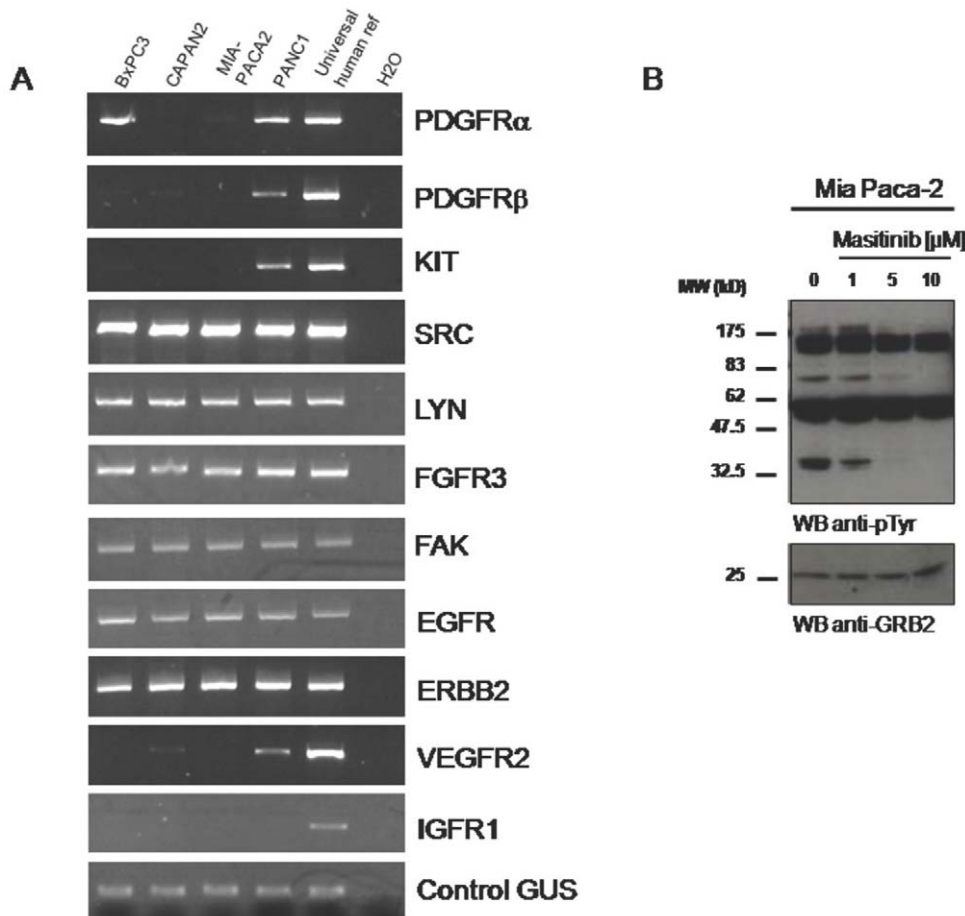 A
BxPC3
CAPAN2
MIA-
PACA2
PANC1
Universal
human ref
H2O
PDGFRα
PDGFRβ
KIT
SRC
LYN
FGFR3
FAK
EGFR
ERBB2
VEGFR2
IGFR1
Control GUS
B
Mia Paca-2
Masitinib [µM]
MW (kD) 0 1 5 10
175
83
62
47.5
32.5
WB anti-pTyr
25
WB anti-GRB2